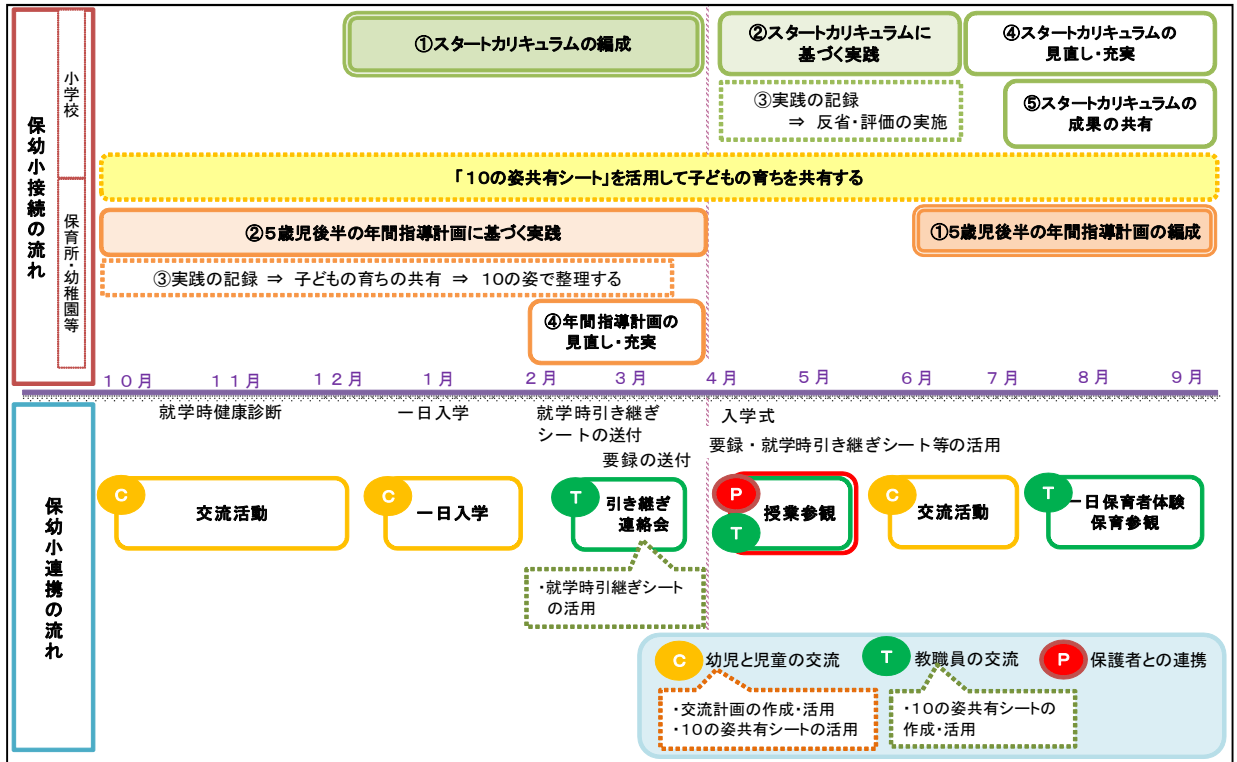 保幼小接続の流れ
小学校
①スタートカリキュラムの編成
②スタートカリキュラムに
基づく実践
③実践の記録
⇒ 反省・評価の実施
④スタートカリキュラムの
見直し・充実
⑤スタートカリキュラムの
成果の共有
「10の姿共有シート」を活用して子どもの育ちを共有する
保育所・幼稚園等
②5歳児後半の年間指導計画に基づく実践
①5歳児後半の年間指導計画の編成
③実践の記録 ⇒ 子どもの育ちの共有 ⇒ 10の姿で整理する
④年間指導計画の
見直し・充実
10月 11月 12月 1月 2月 3月 4月 5月 6月 7月 8月 9月
保幼小連携の流れ
就学時健康診断
一日入学
就学時引き継ぎ
シートの送付
要録の送付
入学式
要録・就学時引き継ぎシート等の活用
C
交流活動
C
一日入学
T
引き継ぎ
連絡会
・就学時引継ぎシート
の活用
P
T
授業参観
C
交流活動
T
一日保育者体験
保育参観
C 幼児と児童の交流
T 教職員の交流
P 保護者との連携
・交流計画の作成・活用
・10の姿共有シートの活用
・10の姿共有シートの
作成・活用